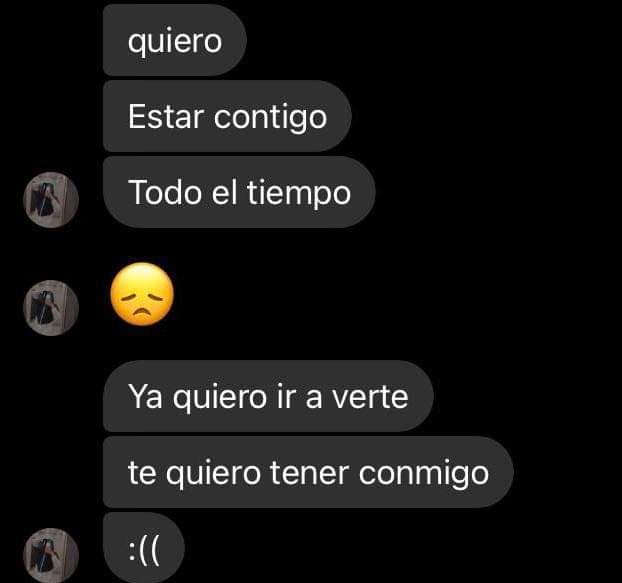 quiero
Estar contigo
Todo el tiempo
😞
Ya quiero ir a verte
te quiero tener conmigo
:((